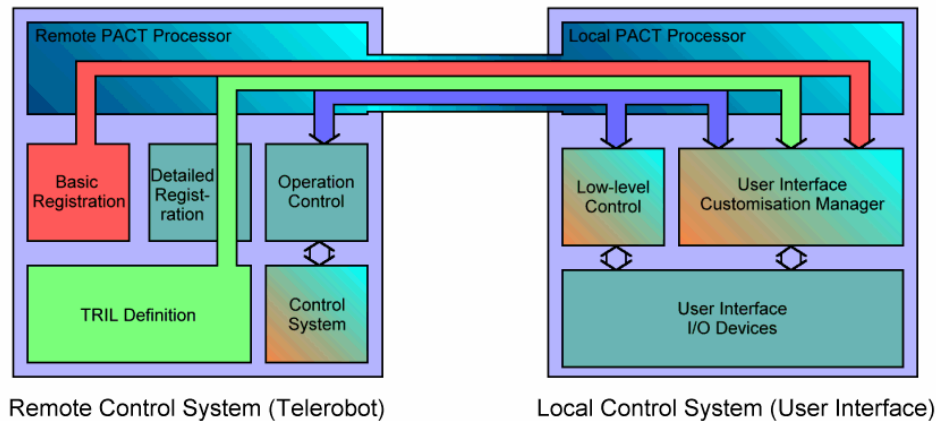 Remote PACT Processor
Local PACT Processor
Basic
Registration
Detailed
Regist-
ration
Operation
Control
Low-level
Control
User Interface
Customisation Manager
TRIL Definition
Control
System
User Interface
I/O Devices
Remote Control System (Telerobot)
Local Control System (User Interface)